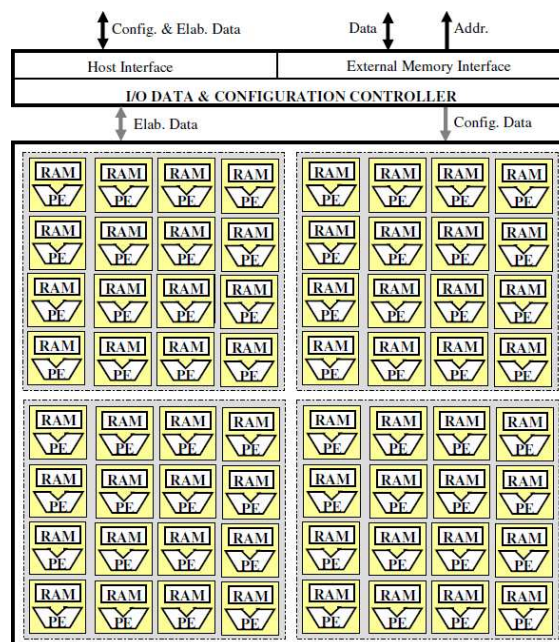 Config. & Elab. Data
Data
Addr.
Host Interface
External Memory Interface
I/O DATA & CONFIGURATION CONTROLLER
Elab. Data
Config. Data
RAM RAM RAM RAM RAM RAM RAM RAM
PE PE PE PE PE PE PE PE
RAM RAM RAM RAM RAM RAM RAM RAM
PE PE PE PE PE PE PE PE
RAM RAM RAM RAM RAM RAM RAM RAM
PE PE PE PE PE PE PE PE
RAM RAM RAM RAM RAM RAM RAM RAM
PE PE PE PE PE PE PE PE
RAM RAM RAM RAM RAM RAM RAM RAM
PE PE PE PE PE PE PE PE
RAM RAM RAM RAM RAM RAM RAM RAM
PE PE PE PE PE PE PE PE
RAM RAM RAM RAM RAM RAM RAM RAM
PE PE PE PE PE PE PE PE
RAM RAM RAM RAM RAM RAM RAM RAM
PE PE PE PE PE PE PE PE